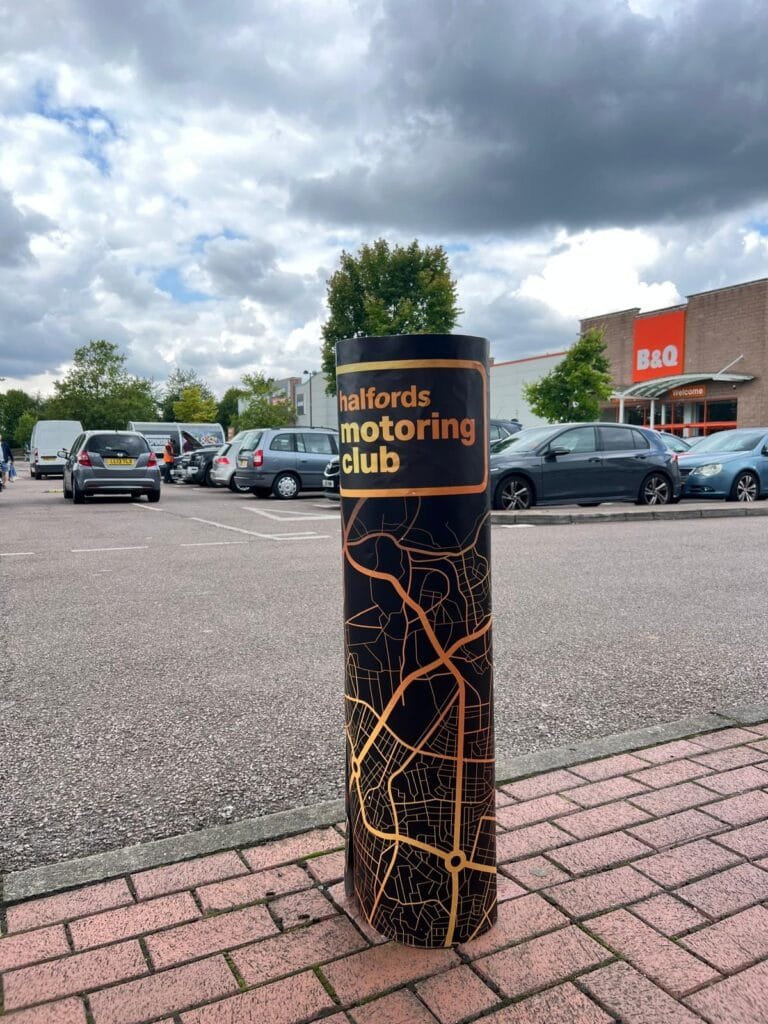 halfords
motoring
club
B&Q
Welcome